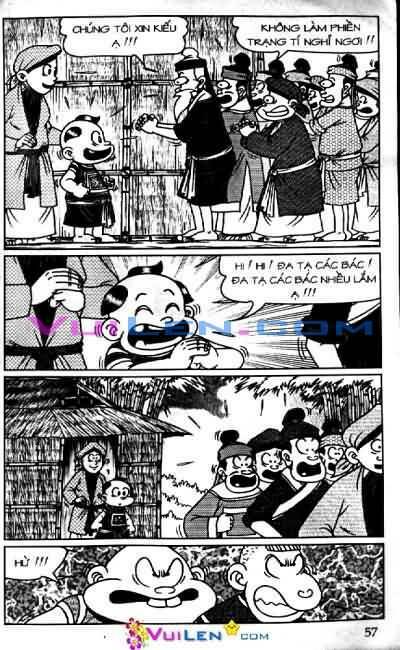 CHÚNG TÔI XIN KIẾU
Ạ !!!
KHÔNG LÀM PHIỀN
TRẠNG TÍ NGHỈ NGƠI !!
HI ! HI ! ĐA TẠ CÁC BÁC !
ĐA TẠ CÁC BÁC NHIỀU LẮM
Ạ !!!
VUILEN.COM
HỪ !!!
57
VUILEN.COM